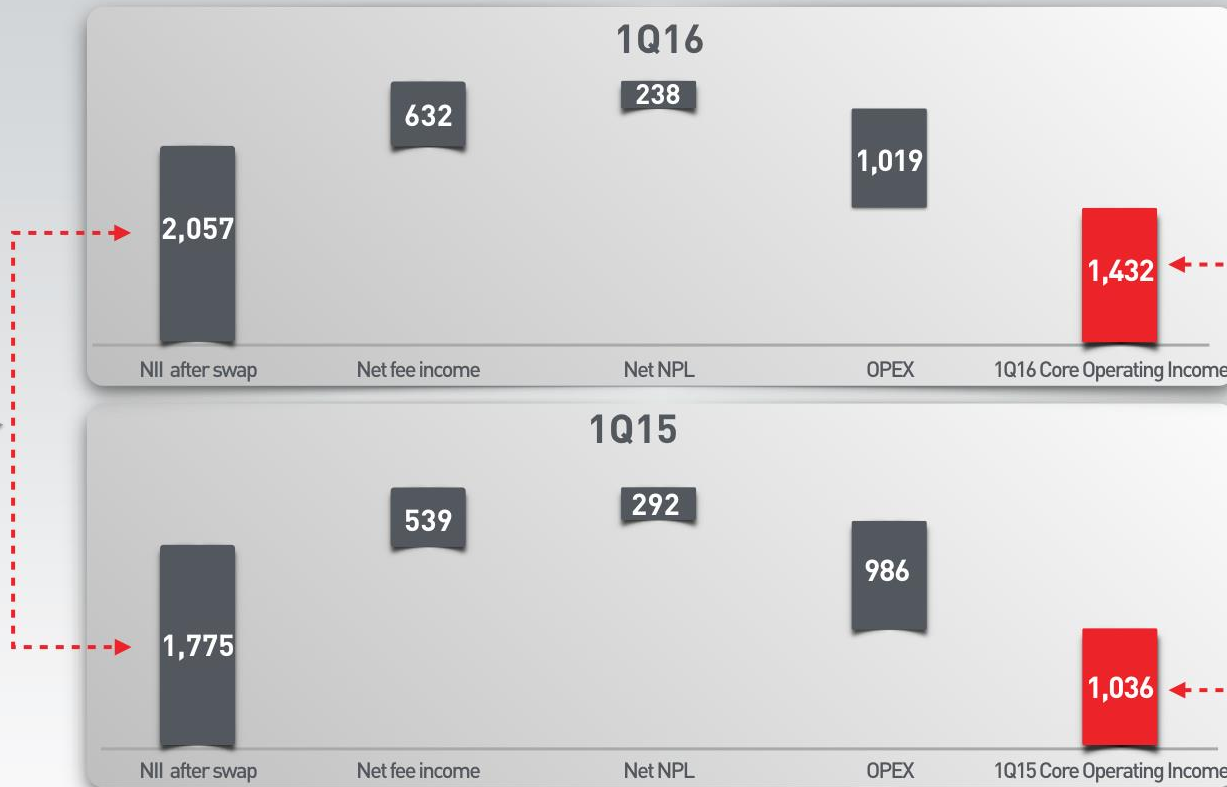 1Q16
632
238
1,019
2,057
1,432
NII after swap
Net fee income
Net NPL
OPEX
1Q16 Core Operating Income
1Q15
539
292
986
1,775
1,036
NII after swap
Net fee income
Net NPL
OPEX
1Q15 Core Operating Income